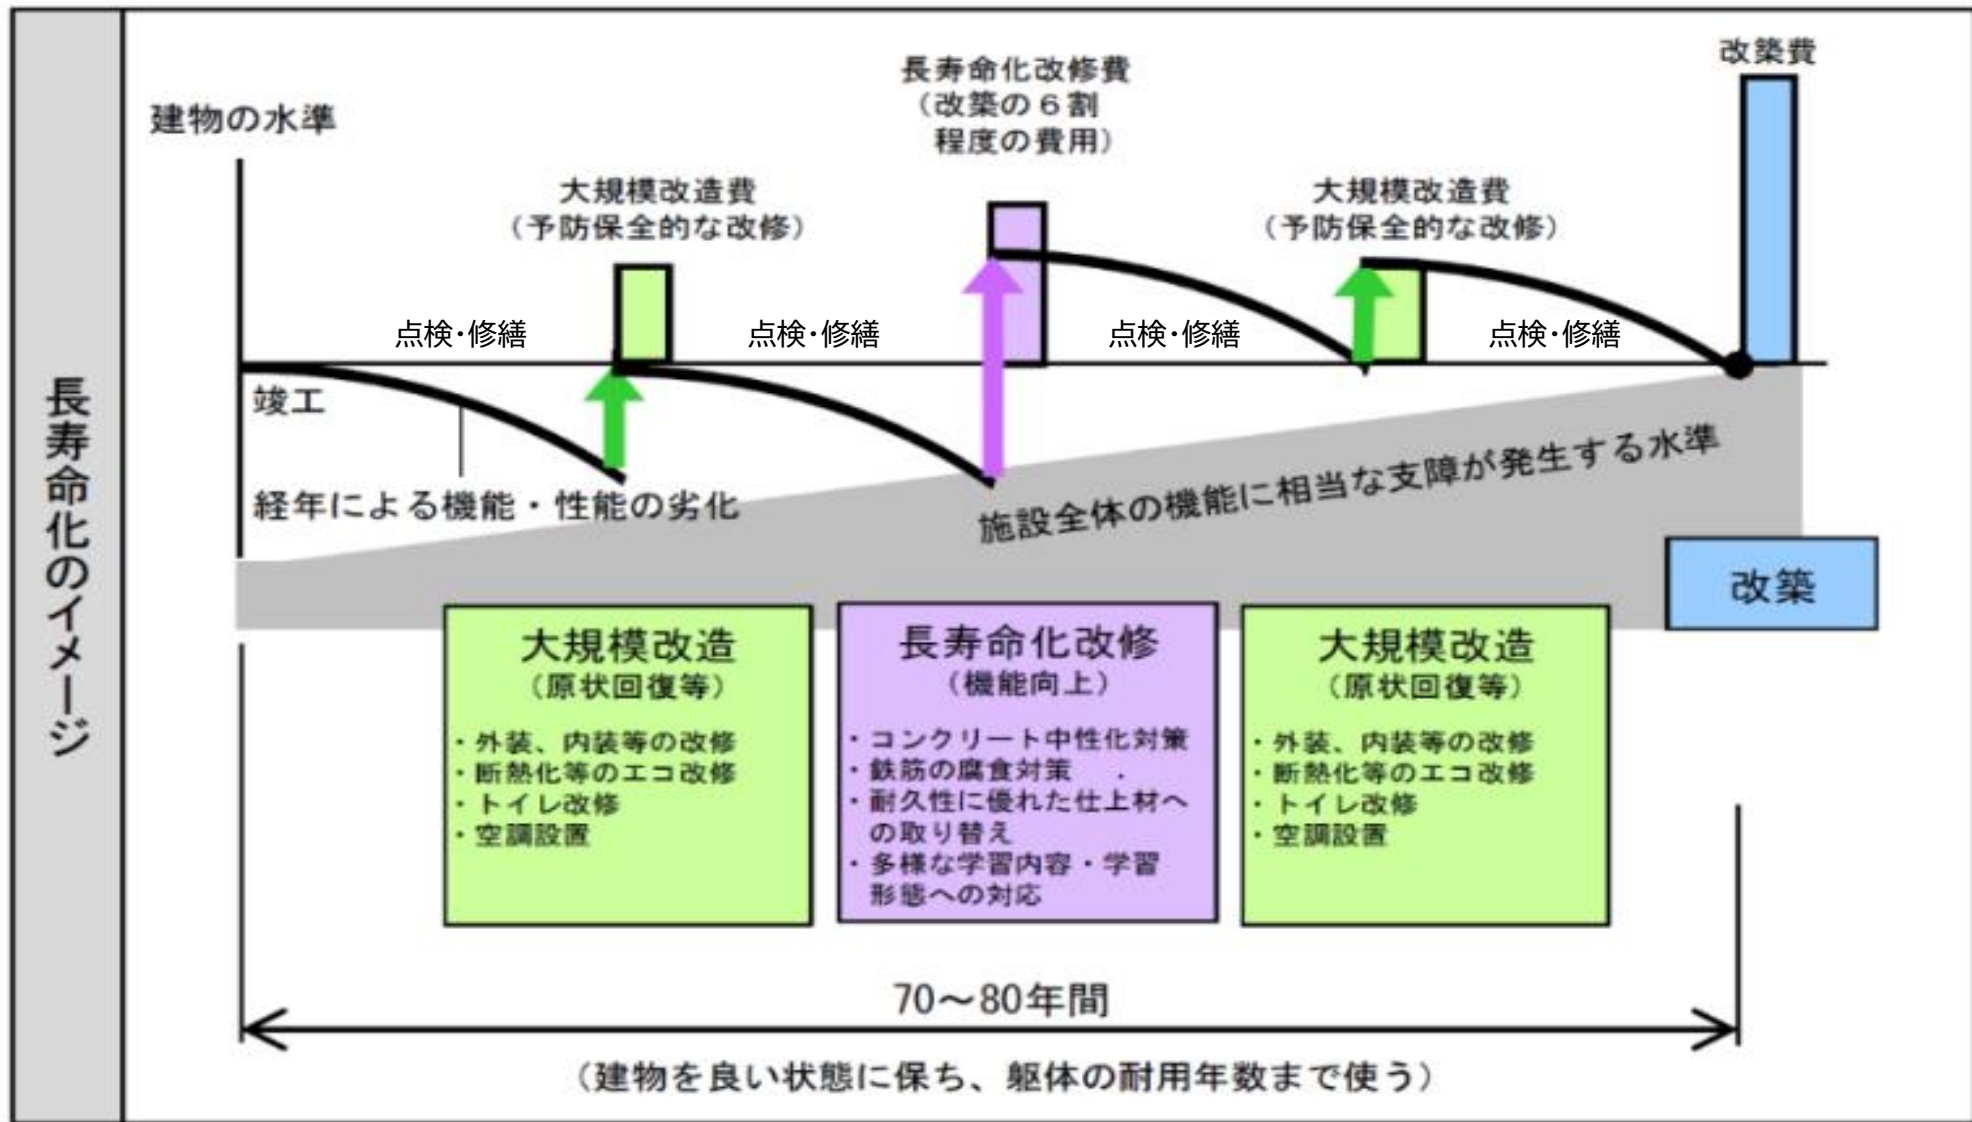 長寿命化のイメージ
建物の水準
大規模改造費
（予防保全的な改修）
長寿命化改修費
（改築の６割
程度の費用）
大規模改造費
（予防保全的な改修）
改築費
点検・修繕
点検・修繕
点検・修繕
点検・修繕
竣工
経年による機能・性能の劣化
施設全体の機能に相当な支障が発生する水準
改築
大規模改造
（原状回復等）
・外装、内装等の改修
・断熱化等のエコ改修
・トイレ改修
・空調設置
長寿命化改修
（機能向上）
・コンクリート中性化対策
・鉄筋の腐食対策
・耐久性に優れた仕上材へ
の取り替え
・多様な学習内容・学習
形態への対応
大規模改造
（原状回復等）
・外装、内装等の改修
・断熱化等のエコ改修
・トイレ改修
・空調設置
70～80年間
（建物を良い状態に保ち、躯体の耐用年数まで使う）